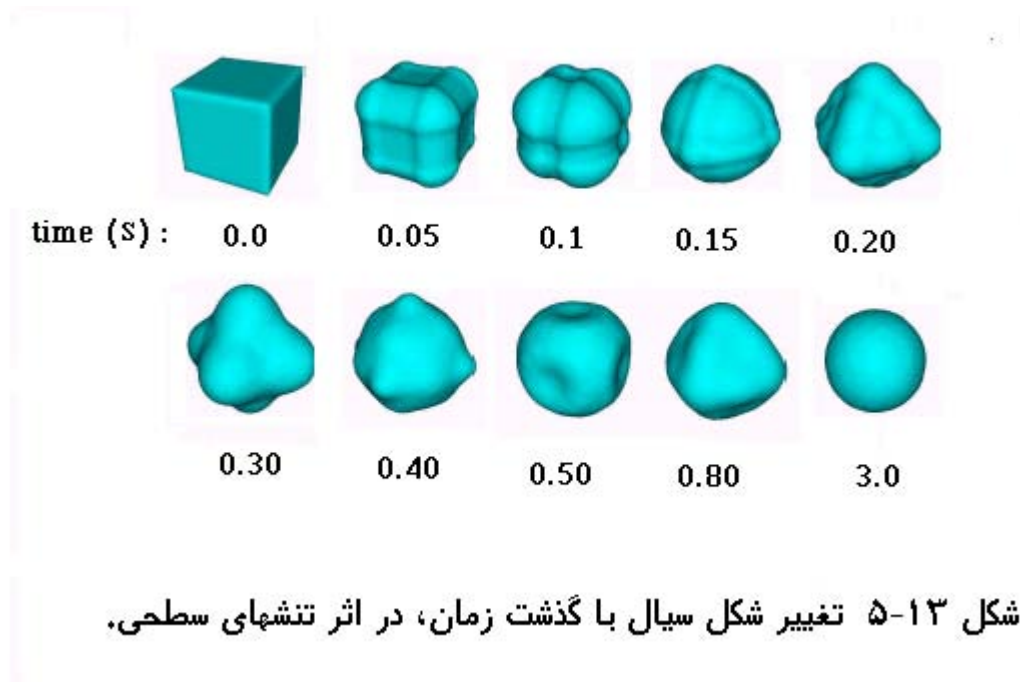 time (S) : 0.0 0.05 0.1 0.15 0.20
0.30 0.40 0.50 0.80 3.0
شکل ۱۳-۵ تغییر شکل سیال با گذشت زمان، در اثر تنشهای سطحی.